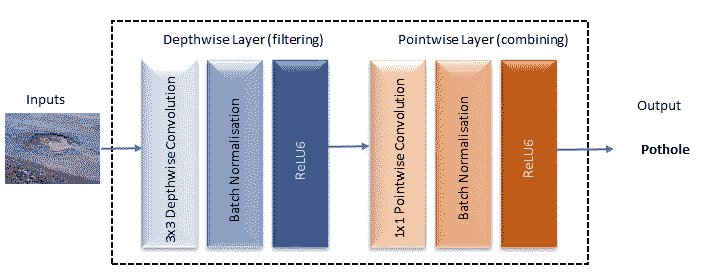 Depthwise Layer (filtering)
Pointwise Layer (combining)
Inputs
3x3 Depthwise Convolution
Batch Normalisation
ReLU6
1x1 Pointwise Convolution
Batch Normalisation
ReLU6
Output
Pothole